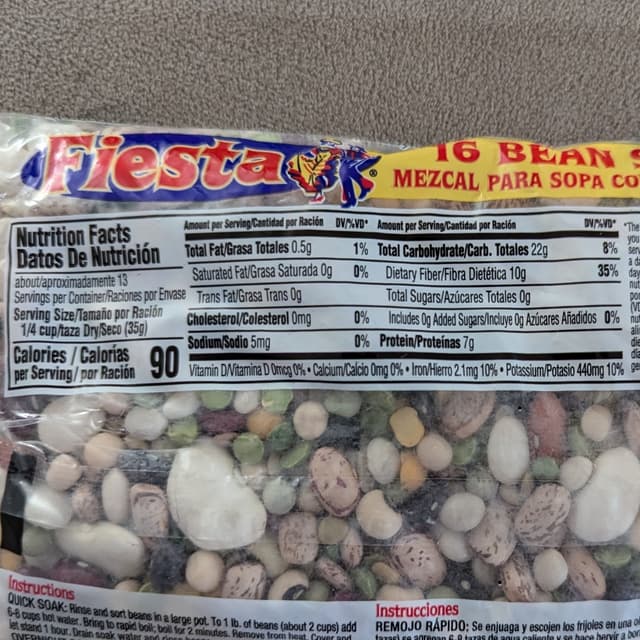 Fiesta®
16 BEAN
MEZCAL PARA SOPA
Nutrition Facts
Datos De Nutrición
about/aproximadamente 13
Servings per Container/Raciones por Envase
Serving Size/Tamaño por Ración
1/4 cup/taza Dry/Seco (35g)
Calories / Calorías
per Serving / por Ración 90
Amount per Serving/Cantidad por Ración DV/%VD*
Total Fat/Grasa Totales 0.5g 1%
Saturated Fat/Grasa Saturada 0g 0%
Trans Fat/Grasa Trans 0g
Cholesterol/Colesterol 0mg 0%
Sodium/Sodio 5mg 0%
Amount per Serving/Cantidad por Ración DV/%VD*
Total Carbohydrate/Carb. Totales 22g 8%
Dietary Fiber/Fibra Dietética 10g 35%
Total Sugars/Azúcares Totales 0g
Includes 0g Added Sugars/Incluye 0g Azúcares Añadidos 0%
Protein/Proteínas 7g
Vitamin D/Vitamina D 0mcg 0% • Calcium/Calcio 0mg 0% • Iron/Hierro 2.1mg 10% • Potassium/Potasio 440mg 10%
*The
Instructions
QUICK SOAK: Rinse and sort beans in a large pot. To 1 lb. of beans (about 2 cups) add
6-8 cups hot water. Bring to rapid boil; boil for 2 minutes. Remove from heat. Cover and
let stand 1 hour. Drain soak water and
Instrucciones
REMOJO RÁPIDO: Se enjuaga y escojen los frijoles en una